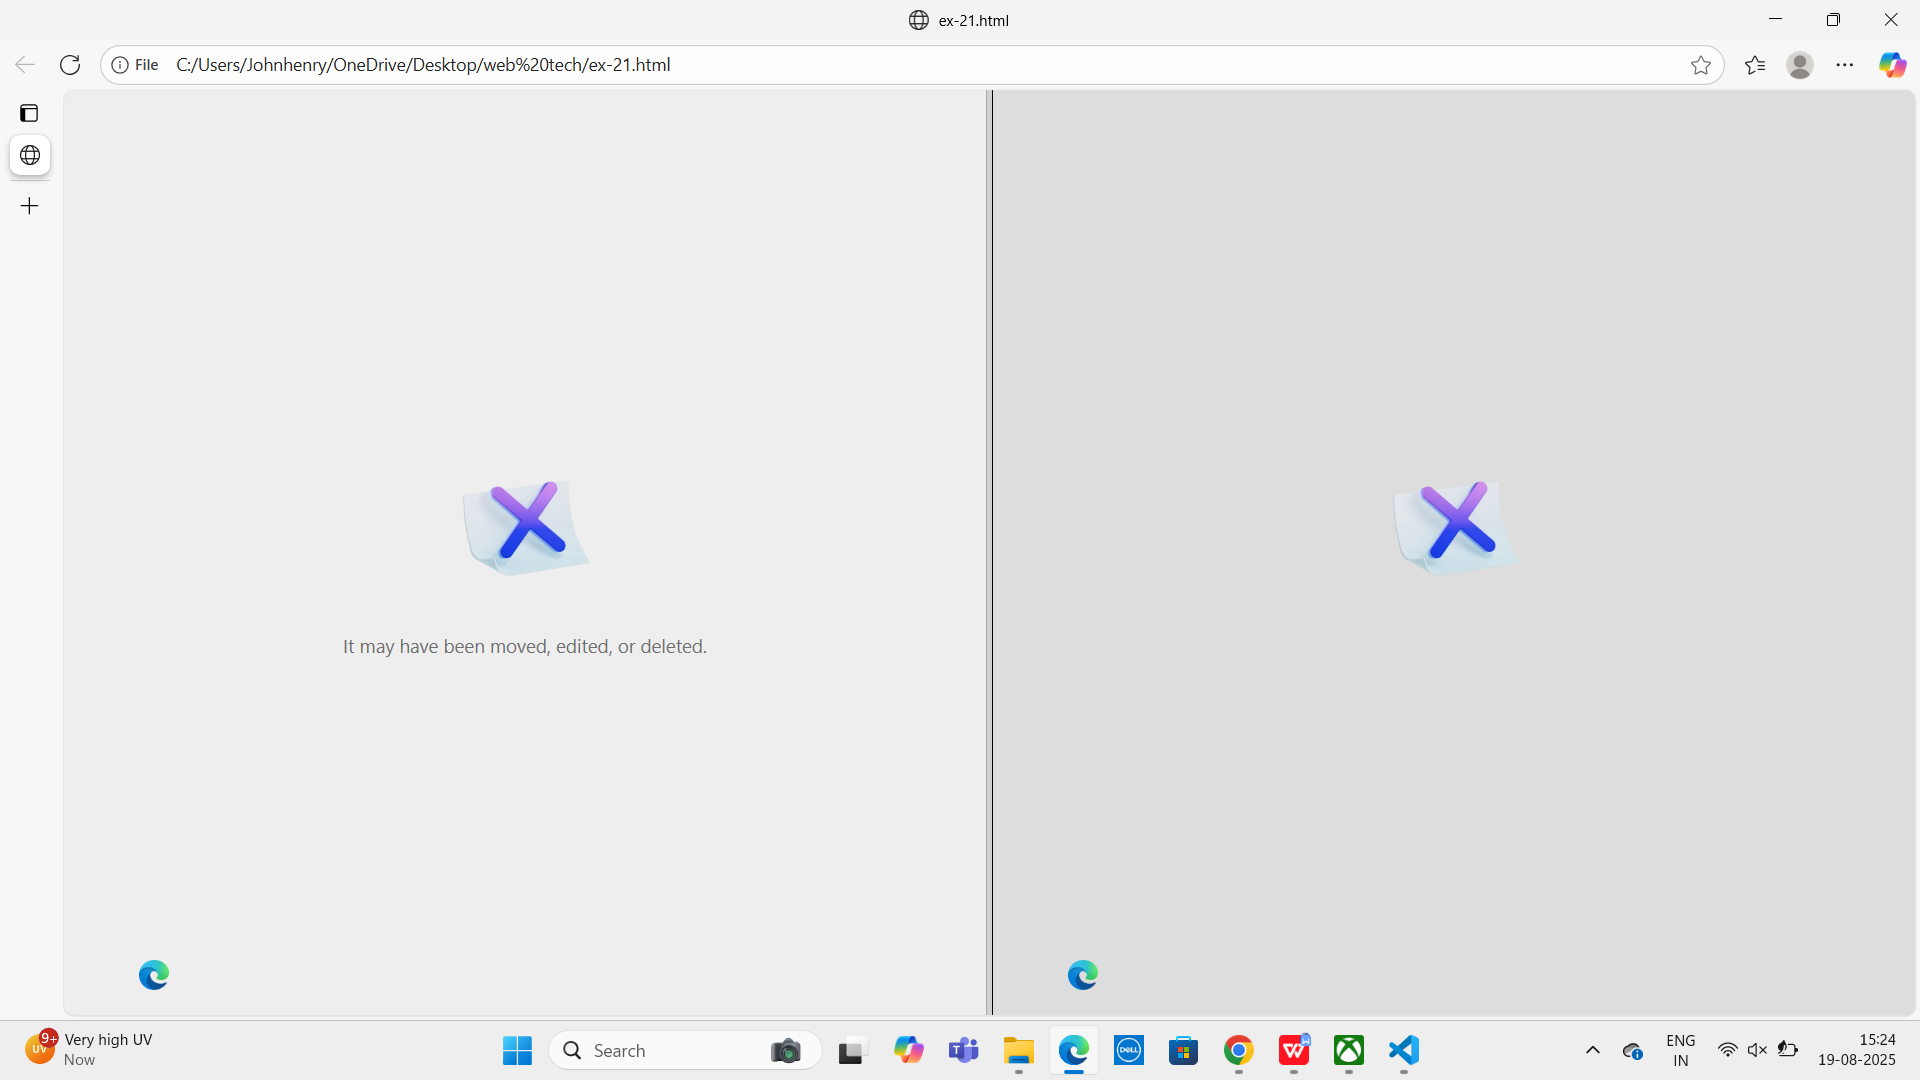 ex-21.html
File C:/Users/Johnhenry/OneDrive/Desktop/web%20tech/ex-21.html
It may have been moved, edited, or deleted.
9+
UV
Very high UV
Now
Search
DELL
W
W
ENG
IN
15:24
19-08-2025